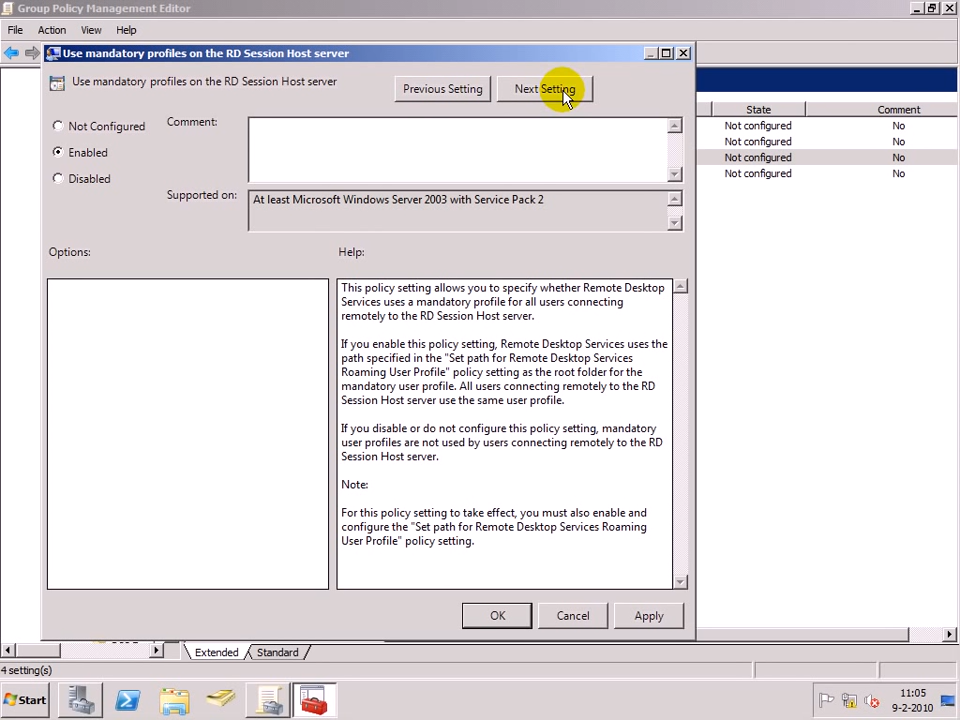 Group Policy Management Editor
File Action View Help
Use mandatory profiles on the RD Session Host server
Use mandatory profiles on the RD Session Host server
Previous Setting
Next Setting
Not Configured
Enabled
Disabled
Comment:
Supported on:
At least Microsoft Windows Server 2003 with Service Pack 2
Options:
Help:
This policy setting allows you to specify whether Remote Desktop
Services uses a mandatory profile for all users connecting
remotely to the RD Session Host server.
If you enable this policy setting, Remote Desktop Services uses the
path specified in the "Set path for Remote Desktop Services
Roaming User Profile" policy setting as the root folder for the
mandatory user profile. All users connecting remotely to the RD
Session Host server use the same user profile.
If you disable or do not configure this policy setting, mandatory
user profiles are not used by users connecting remotely to the RD
Session Host server.
Note:
For this policy setting to take effect, you must also enable and
configure the "Set path for Remote Desktop Services Roaming
User Profile" policy setting.
OK
Cancel
Apply
State Comment
Not configured No
Not configured No
Not configured No
Not configured No
Extended Standard
4 setting(s)
Start
11:05
9-2-2010